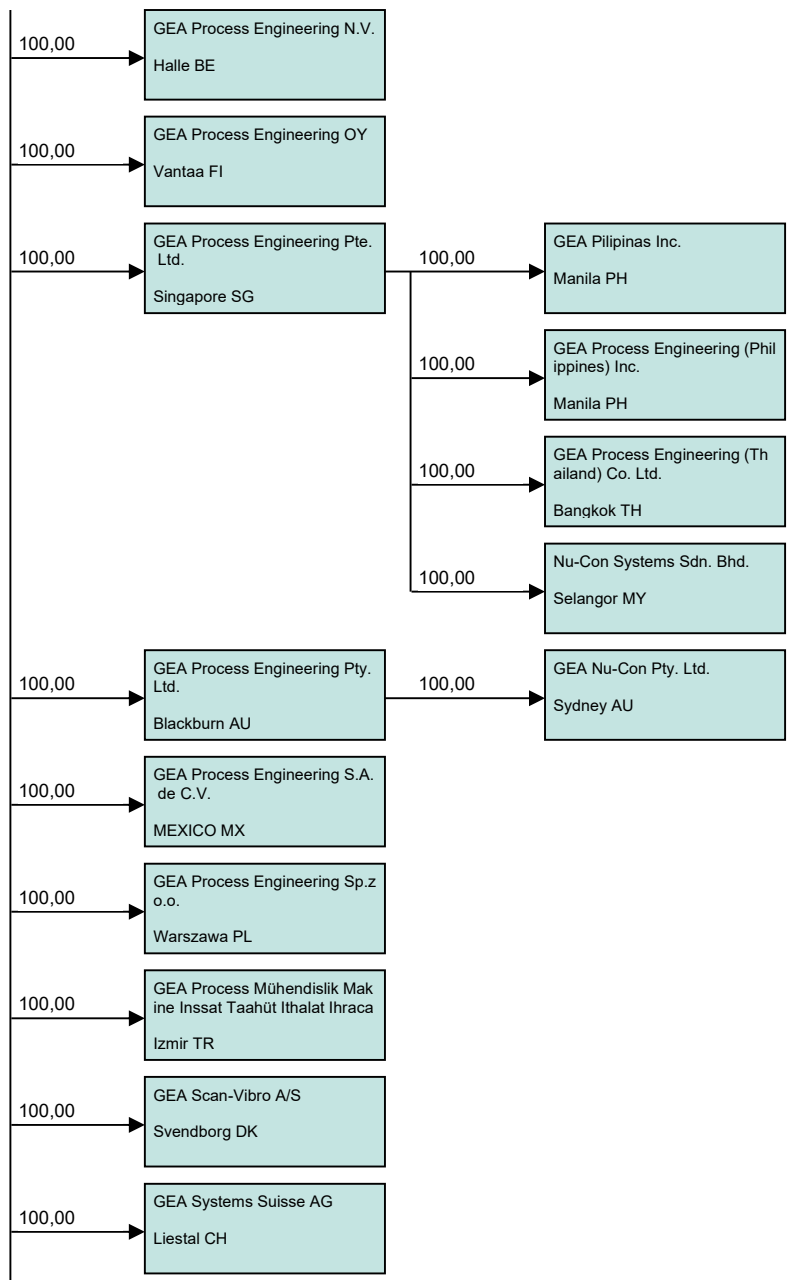 100,00
GEA Process Engineering N.V.
Halle BE
100,00
GEA Process Engineering OY
Vantaa FI
100,00
GEA Process Engineering Pte.
Ltd.
Singapore SG
100,00
GEA Pilipinas Inc.
Manila PH
100,00
GEA Process Engineering (Phil
ippines) Inc.
Manila PH
100,00
GEA Process Engineering (Th
ailand) Co. Ltd.
Bangkok TH
100,00
Nu-Con Systems Sdn. Bhd.
Selangor MY
100,00
GEA Process Engineering Pty.
Ltd.
Blackburn AU
100,00
GEA Nu-Con Pty. Ltd.
Sydney AU
100,00
GEA Process Engineering S.A.
de C.V.
MEXICO MX
100,00
GEA Process Engineering Sp.z
o.o.
Warszawa PL
100,00
GEA Process Mühendislik Mak
ine Inssat Taahüt Ithalat Ihraca
Izmir TR
100,00
GEA Scan-Vibro A/S
Svendborg DK
100,00
GEA Systems Suisse AG
Liestal CH